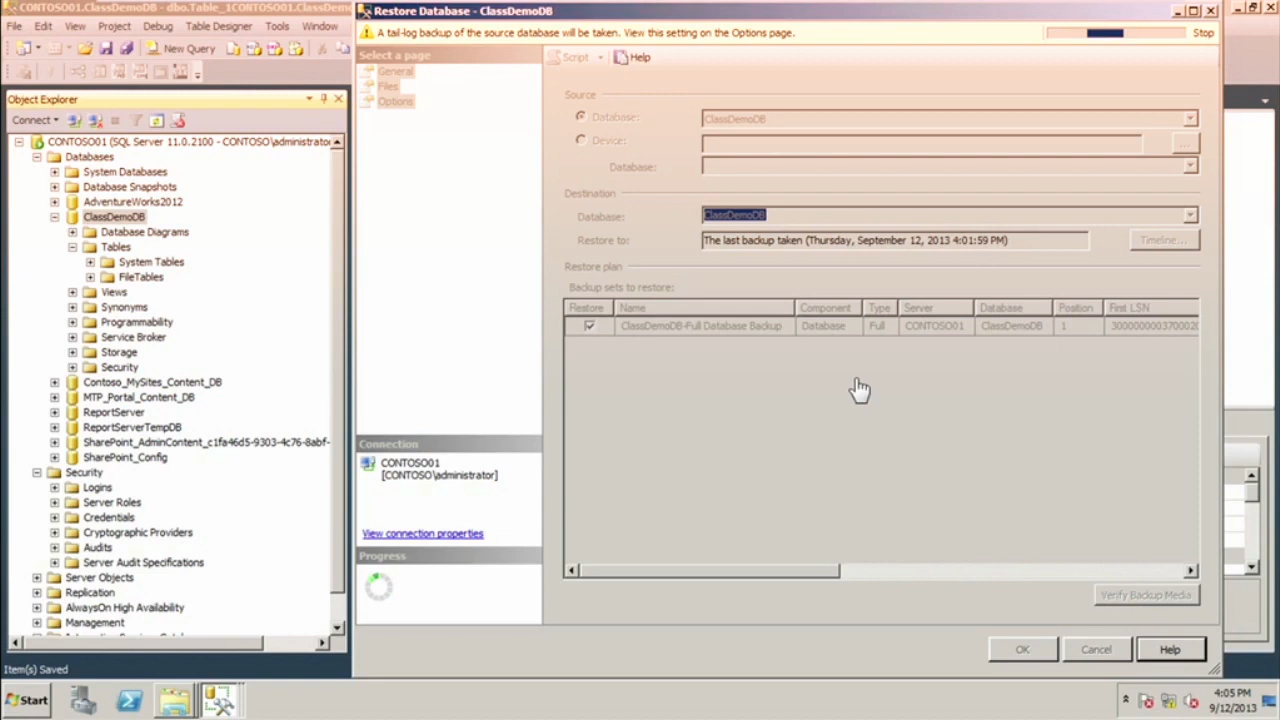 CONTOSO01.ClassDemoDB - dbo.Table_1CONTOSO01.ClassDem
File Edit View Project Debug Table Designer Tools Window
New Query
Object Explorer
Connect
CONTOSO01 (SQL Server 11.0.2100 - CONTOSO\administrator
Databases
System Databases
Database Snapshots
AdventureWorks2012
ClassDemoDB
Database Diagrams
Tables
System Tables
FileTables
Views
Synonyms
Programmability
Service Broker
Storage
Security
Contoso_MySites_Content_DB
MTP_Portal_Content_DB
ReportServer
ReportServerTempDB
SharePoint_AdminContent_c1fa46d5-9303-4c76-8abf-
SharePoint_Config
Security
Logins
Server Roles
Credentials
Cryptographic Providers
Audits
Server Audit Specifications
Server Objects
Replication
AlwaysOn High Availability
Management
Item(s) Saved
Restore Database - ClassDemoDB
A tail-log backup of the source database will be taken. View this setting on the Options page.
Stop
Select a page
General
Files
Options
Script Help
Source
Database: ClassDemoDB
Device:
...
Database:
Destination
Database: ClassDemoDB
Restore to: The last backup taken (Thursday, September 12, 2013 4:01:59 PM) Timeline...
Restore plan
Backup sets to restore:
Restore Name Component Type Server Database Position First LSN
ClassDemoDB-Full Database Backup Database Full CONTOSO01 ClassDemoDB 1 3000000003700020
Connection
CONTOSO01
[CONTOSO\administrator]
View connection properties
Progress
Verify Backup Media
OK Cancel Help
Start
4:05 PM
9/12/2013